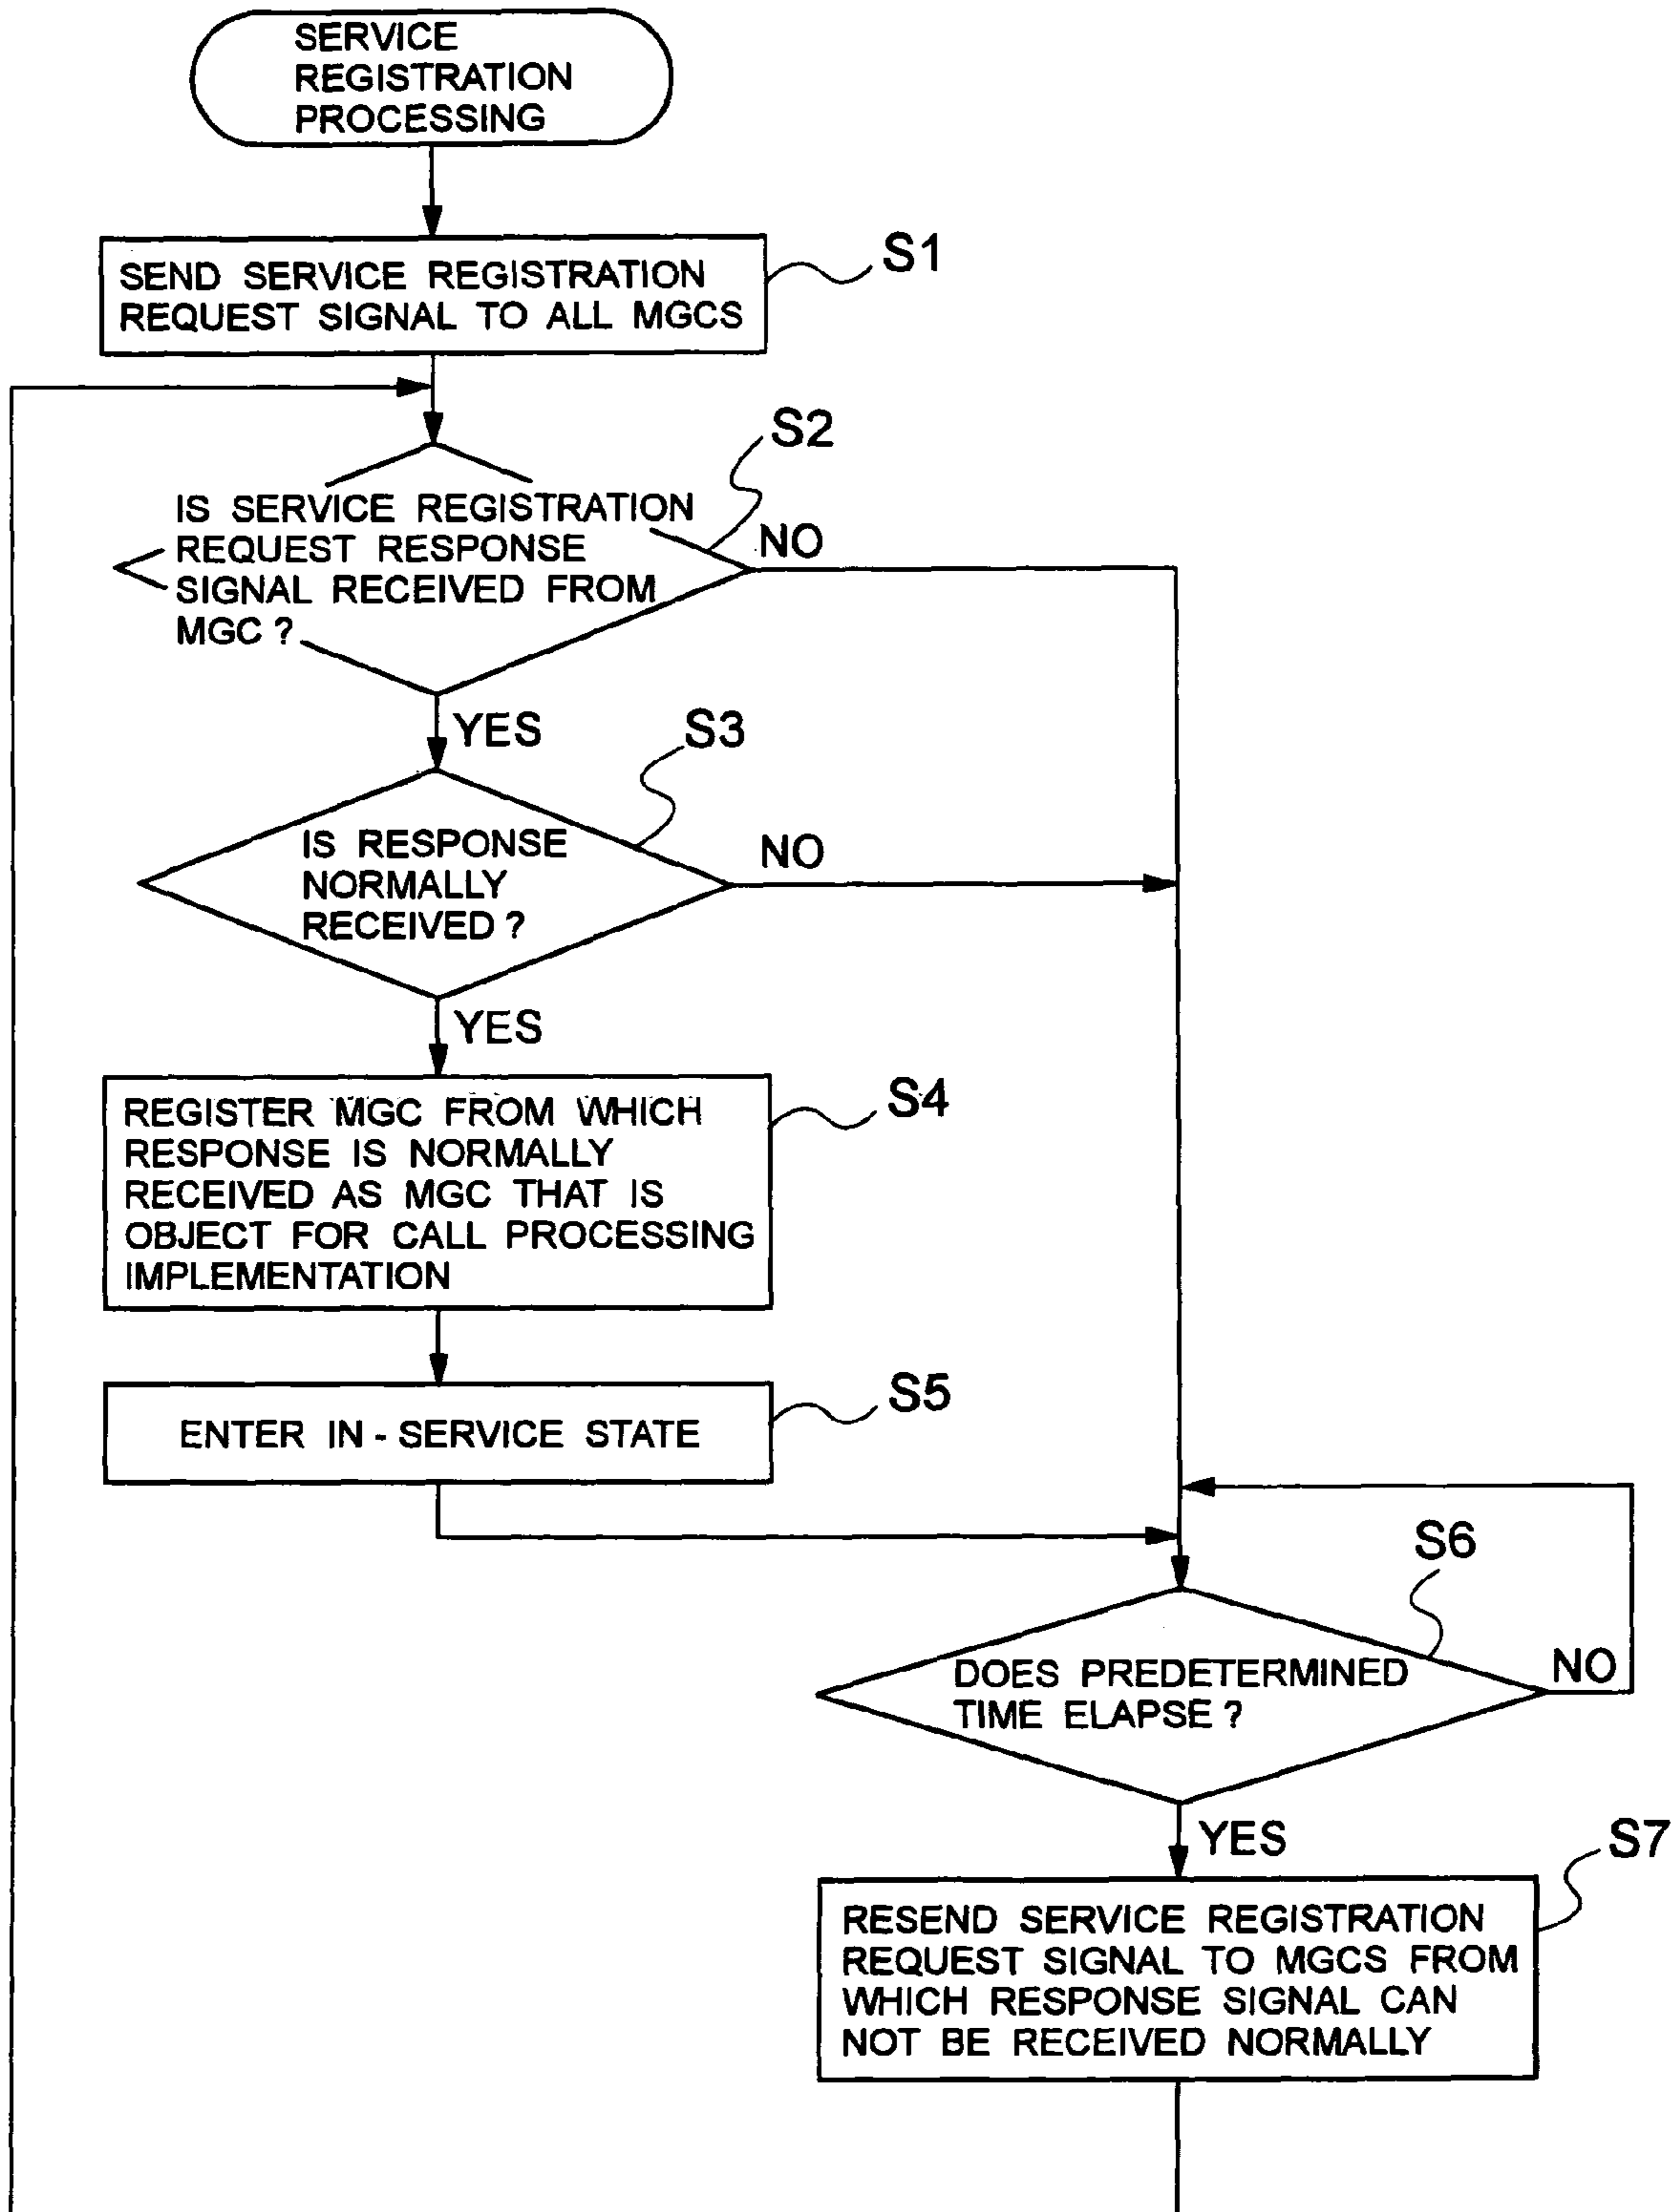 SERVICE
REGISTRATION
PROCESSING
SEND SERVICE REGISTRATION
REQUEST SIGNAL TO ALL MGCS
S1
S2
IS SERVICE REGISTRATION
REQUEST RESPONSE
SIGNAL RECEIVED FROM
MGC ?
NO
YES
S3
IS RESPONSE
NORMALLY
RECEIVED ?
NO
YES
REGISTER MGC FROM WHICH
RESPONSE IS NORMALLY
RECEIVED AS MGC THAT IS
OBJECT FOR CALL PROCESSING
IMPLEMENTATION
S4
ENTER IN - SERVICE STATE
S5
S6
DOES PREDETERMINED
TIME ELAPSE ?
NO
YES
S7
RESEND SERVICE REGISTRATION
REQUEST SIGNAL TO MGCS FROM
WHICH RESPONSE SIGNAL CAN
NOT BE RECEIVED NORMALLY